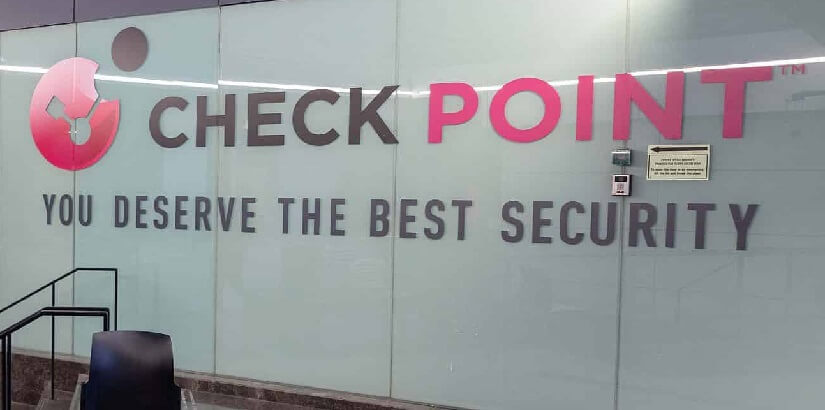 CHECK POINT™
YOU DESERVE THE BEST SECURITY